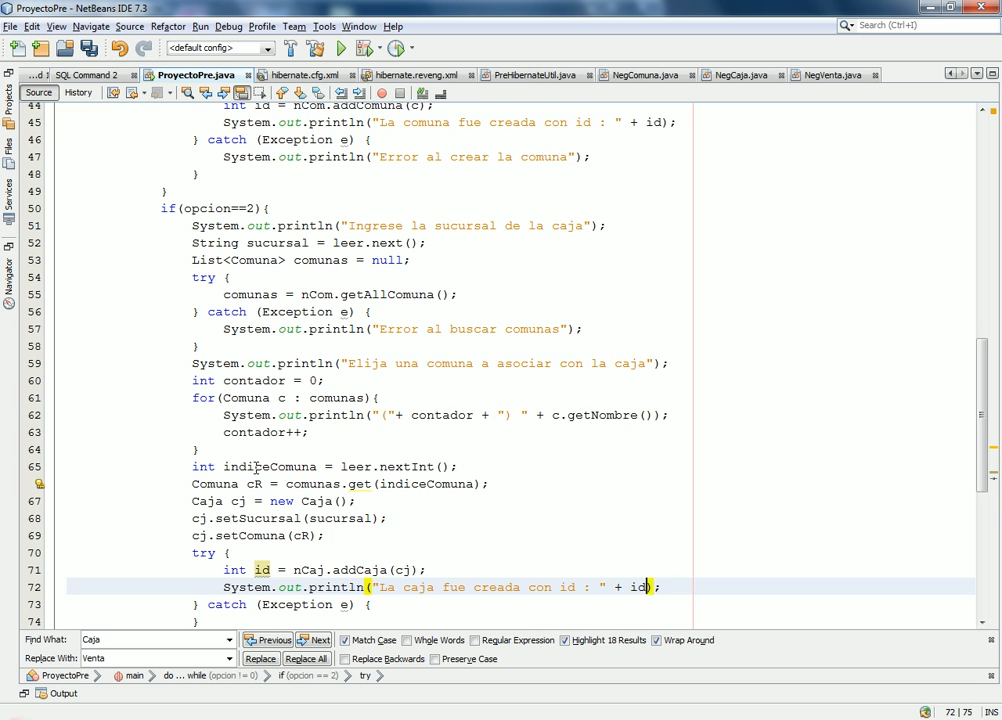 ProyectoPre - NetBeans IDE 7.3
File Edit View Navigate Source Refactor Run Debug Profile Team Tools Window Help
Search (Ctrl+I)
<default config>
...d 1 SQL Command 2 ProyectoPre.java hibernate.cfg.xml hibernate.reveng.xml PreHibernateUtil.java NegComuna.java NegCaja.java NegVenta.java
Source History
Projects
Files
Services
Navigator
44 int id = nCom.addComuna(c);
45 System.out.println("La comuna fue creada con id : " + id);
46 } catch (Exception e) {
47 System.out.println("Error al crear la comuna");
48 }
49 }
50 if(opcion==2){
51 System.out.println("Ingrese la sucursal de la caja");
52 String sucursal = leer.next();
53 List<Comuna> comunas = null;
54 try {
55 comunas = nCom.getAllComuna();
56 } catch (Exception e) {
57 System.out.println("Error al buscar comunas");
58 }
59 System.out.println("Elija una comuna a asociar con la caja");
60 int contador = 0;
61 for(Comuna c : comunas){
62 System.out.println("("+ contador + ") " + c.getNombre());
63 contador++;
64 }
65 int indiceComuna = leer.nextInt();
Comuna cR = comunas.get(indiceComuna);
67 Caja cj = new Caja();
68 cj.setSucursal(sucursal);
69 cj.setComuna(cR);
70 try {
71 int id = nCaj.addCaja(cj);
72 System.out.println("La caja fue creada con id : " + id);
73 } catch (Exception e) {
74 }
Find What: Caja Previous Next Match Case Whole Words Regular Expression Highlight 18 Results Wrap Around
Replace With: Venta Replace Replace All Replace Backwards Preserve Case
ProyectoPre main do ... while (opcion != 0) if (opcion == 2) try
Output
72 | 75 INS